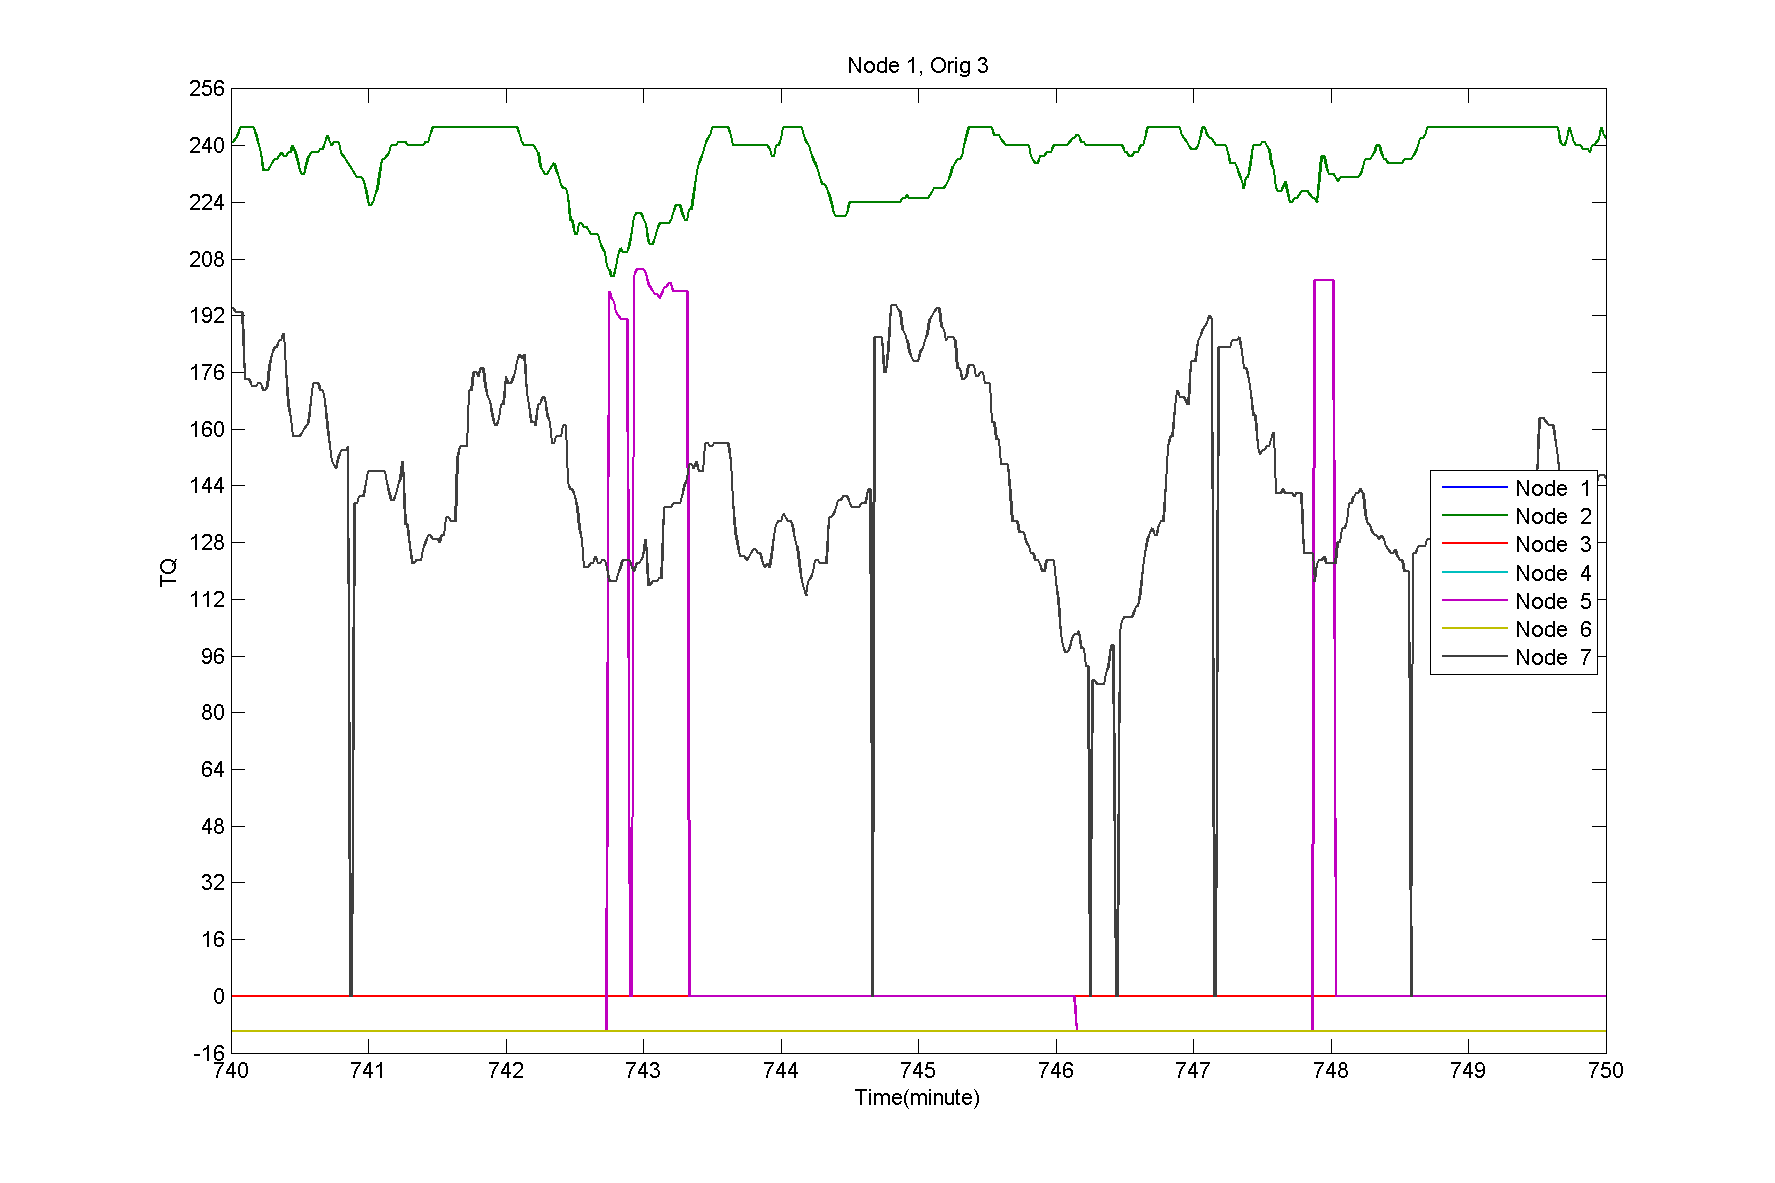 Node 1, Orig 3
256
240
224
208
192
176
160
144
128
112
96
80
64
48
32
16
0
-16
TQ
Node 1
Node 2
Node 3
Node 4
Node 5
Node 6
Node 7
740 741 742 743 744 745 746 747 748 749 750
Time(minute)